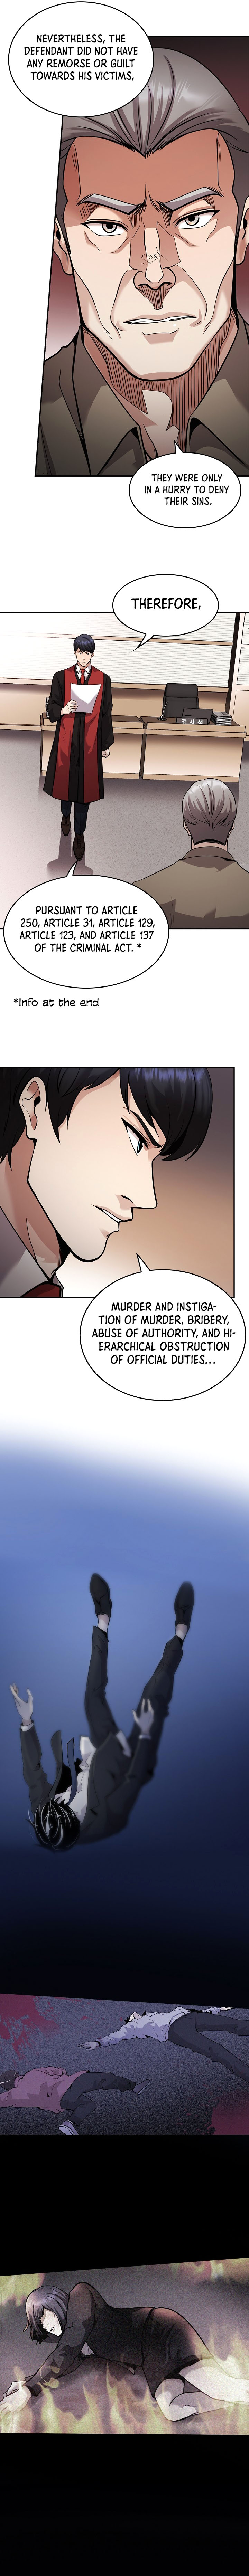 NEVERTHELESS, THE
DEFENDANT DID NOT HAVE
ANY REMORSE OR GUILT
TOWARDS HIS VICTIMS,
THEY WERE ONLY
IN A HURRY TO DENY
THEIR SINS.
THEREFORE,
검사석
PURSUANT TO ARTICLE
250, ARTICLE 31, ARTICLE 129,
ARTICLE 123, AND ARTICLE 137
OF THE CRIMINAL ACT. *
*Info at the end
MURDER AND INSTIGA-
TION OF MURDER, BRIBERY,
ABUSE OF AUTHORITY, AND HI-
ERARCHICAL OBSTRUCTION
OF OFFICIAL DUTIES...